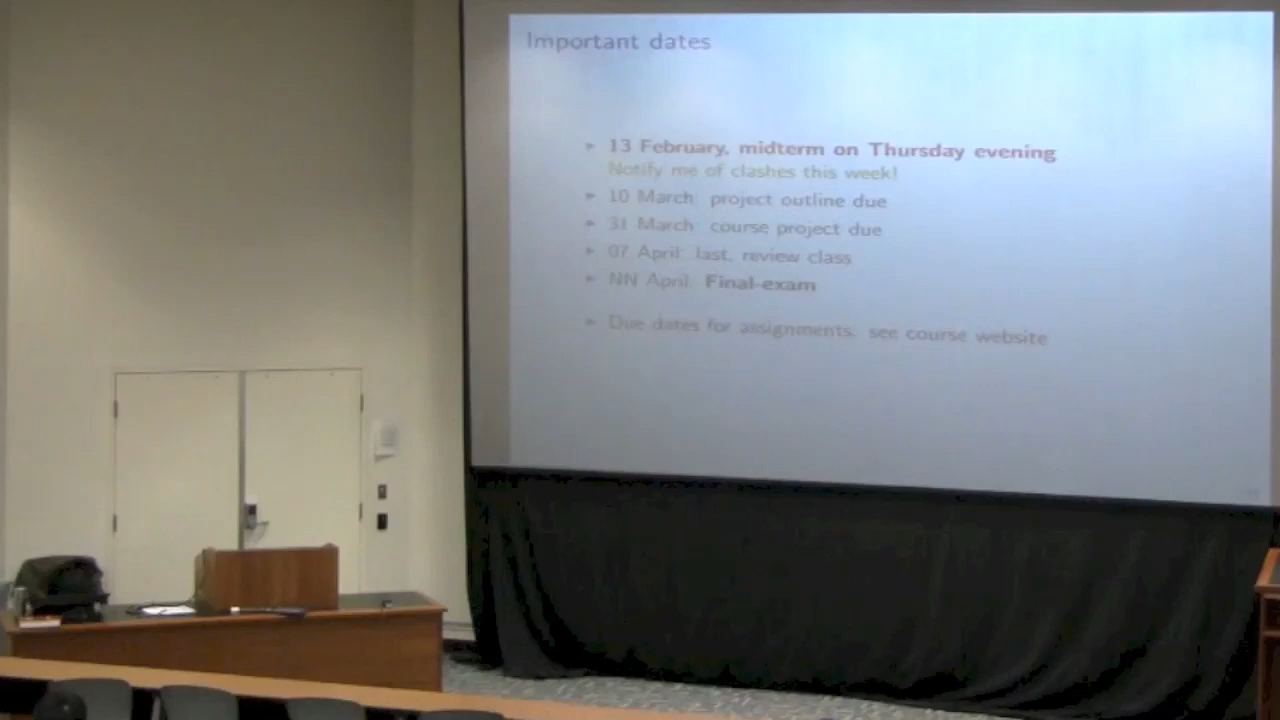 Important dates
13 February, midterm on Thursday evening
Notify me of clashes this week!
10 March: project outline due
31 March: course project due
07 April: last, review class
NN April: Final exam
Due dates for assignments: see course website